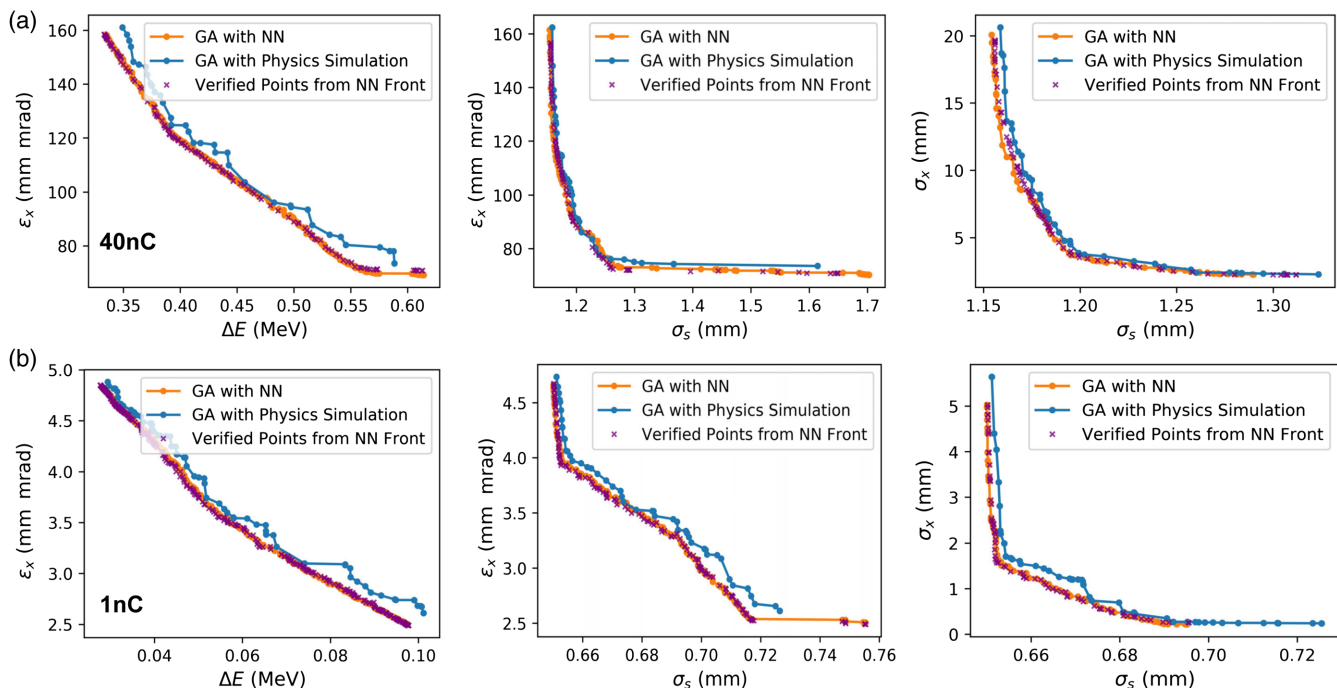 (a)
160
140
120
100
80
εx (mm mrad)
GA with NN
GA with Physics Simulation
Verified Points from NN Front
40nC
0.35 0.40 0.45 0.50 0.55 0.60
ΔE (MeV)
160
140
120
100
80
εx (mm mrad)
GA with NN
GA with Physics Simulation
Verified Points from NN Front
1.2 1.3 1.4 1.5 1.6 1.7
σs (mm)
20
15
10
5
σx (mm)
GA with NN
GA with Physics Simulation
Verified Points from NN Front
1.15 1.20 1.25 1.30
σs (mm)
(b)
5.0
4.5
4.0
3.5
3.0
2.5
εx (mm mrad)
GA with NN
GA with Physics Simulation
Verified Points from NN Front
1nC
0.04 0.06 0.08 0.10
ΔE (MeV)
4.5
4.0
3.5
3.0
2.5
εx (mm mrad)
GA with NN
GA with Physics Simulation
Verified Points from NN Front
0.66 0.68 0.70 0.72 0.74 0.76
σs (mm)
5
4
3
2
1
0
σx (mm)
GA with NN
GA with Physics Simulation
Verified Points from NN Front
0.66 0.68 0.70 0.72
σs (mm)